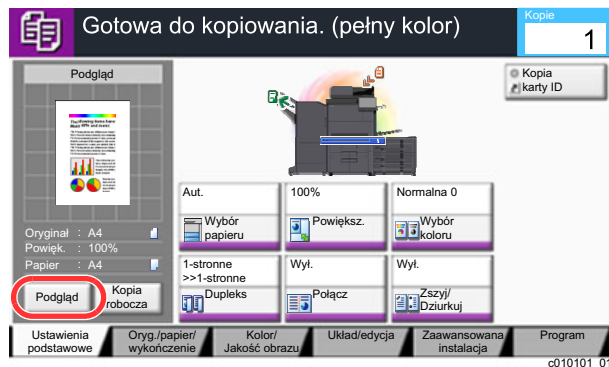 Gotowa do kopiowania. (pełny kolor)
Kopie
1
Podgląd
Kopia
karty ID
Oryginał : A4
Powięk. : 100%
Papier : A4
Podgląd
Kopia
robocza
Aut.
Wybór
papieru
100%
Powiększ.
Normalna 0
Wybór
koloru
1-stronne
>>1-stronne
Dupleks
Wył.
Połącz
Wył.
Zszyj/
Dziurkuj
Ustawienia
podstawowe
Oryg./papier/
wykończenie
Kolor/
Jakość obrazu
Układ/edycja
Zaawansowana
instalacja
Program
c010101_01